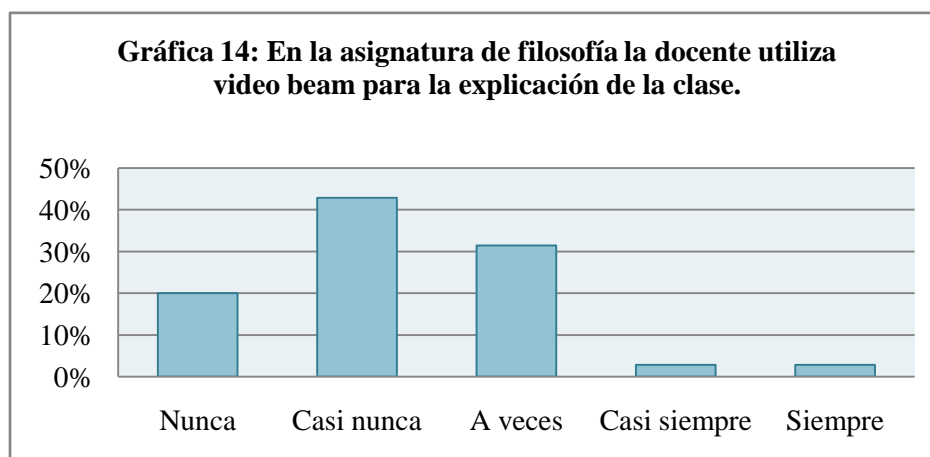 Gráfica 14: En la asignatura de filosofía la docente utiliza
video beam para la explicación de la clase.
50%
40%
30%
20%
10%
0%
Nunca Casi nunca A veces Casi siempre Siempre